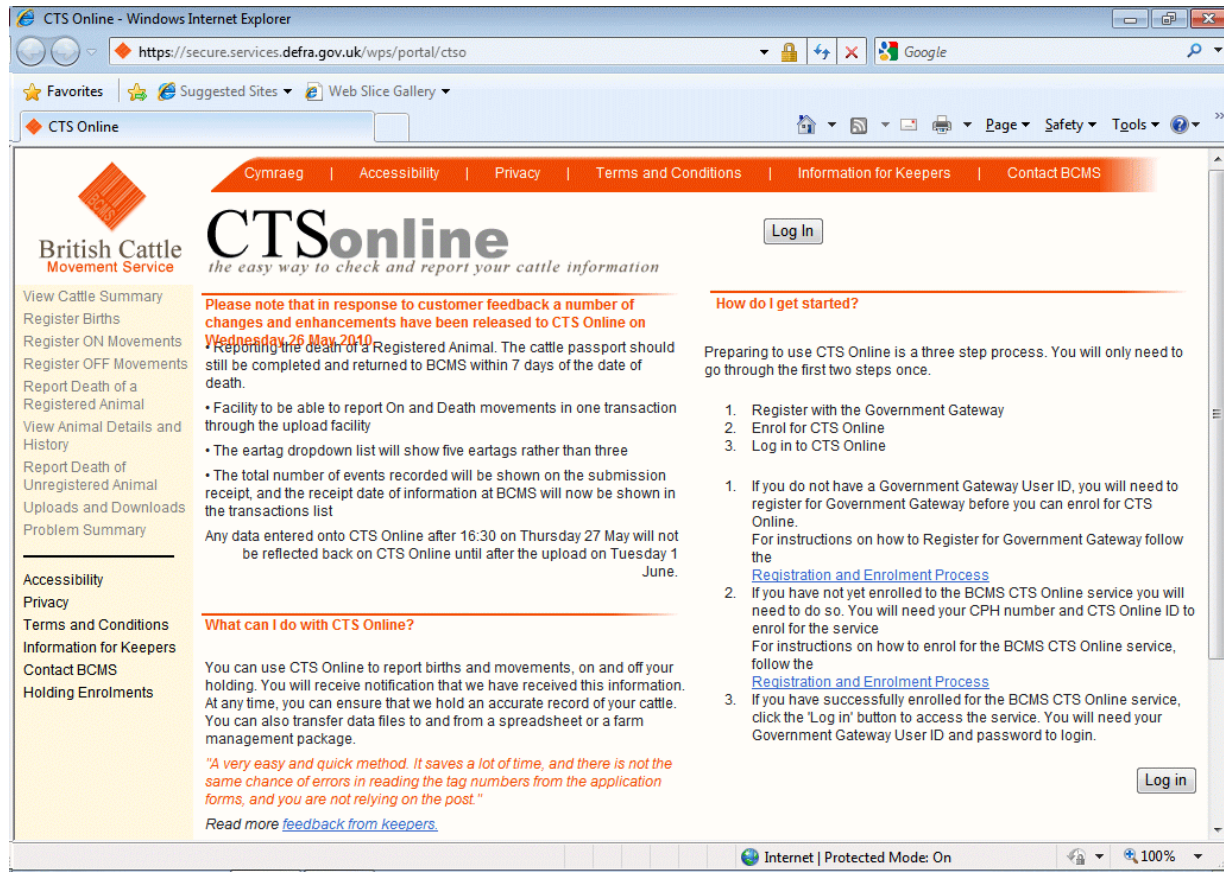 CTS Online - Windows Internet Explorer
https://secure.services.defra.gov.uk/wps/portal/ctso
Google
Favorites
Suggested Sites
Web Slice Gallery
CTS Online
Page
Safety
Tools
Cymraeg | Accessibility | Privacy | Terms and Conditions | Information for Keepers | Contact BCMS
BCMS
British Cattle
Movement Service
CTSonline
the easy way to check and report your cattle information
Log In
View Cattle Summary
Register Births
Register ON Movements
Register OFF Movements
Report Death of a
Registered Animal
View Animal Details and
History
Report Death of
Unregistered Animal
Uploads and Downloads
Problem Summary
Accessibility
Privacy
Terms and Conditions
Information for Keepers
Contact BCMS
Holding Enrolments
Please note that in response to customer feedback a number of
changes and enhancements have been released to CTS Online on
Wednesday 26 May 2010
• Reporting the death of a Registered Animal. The cattle passport should
still be completed and returned to BCMS within 7 days of the date of
death.
• Facility to be able to report On and Death movements in one transaction
through the upload facility
• The eartag dropdown list will show five eartags rather than three
• The total number of events recorded will be shown on the submission
receipt, and the receipt date of information at BCMS will now be shown in
the transactions list
Any data entered onto CTS Online after 16:30 on Thursday 27 May will not
be reflected back on CTS Online until after the upload on Tuesday 1
June.
What can I do with CTS Online?
You can use CTS Online to report births and movements, on and off your
holding. You will receive notification that we have received this information.
At any time, you can ensure that we hold an accurate record of your cattle.
You can also transfer data files to and from a spreadsheet or a farm
management package.
"A very easy and quick method. It saves a lot of time, and there is not the
same chance of errors in reading the tag numbers from the application
forms, and you are not relying on the post."
Read more feedback from keepers.
How do I get started?
Preparing to use CTS Online is a three step process. You will only need to
go through the first two steps once.
1. Register with the Government Gateway
2. Enrol for CTS Online
3. Log in to CTS Online
1. If you do not have a Government Gateway User ID, you will need to
register for Government Gateway before you can enrol for CTS
Online.
For instructions on how to Register for Government Gateway follow
the
Registration and Enrolment Process
2. If you have not yet enrolled to the BCMS CTS Online service you will
need to do so. You will need your CPH number and CTS Online ID to
enrol for the service
For instructions on how to enrol for the BCMS CTS Online service,
follow the
Registration and Enrolment Process
3. If you have successfully enrolled for the BCMS CTS Online service,
click the 'Log in' button to access the service. You will need your
Government Gateway User ID and password to login.
Log in
Internet | Protected Mode: On
100%